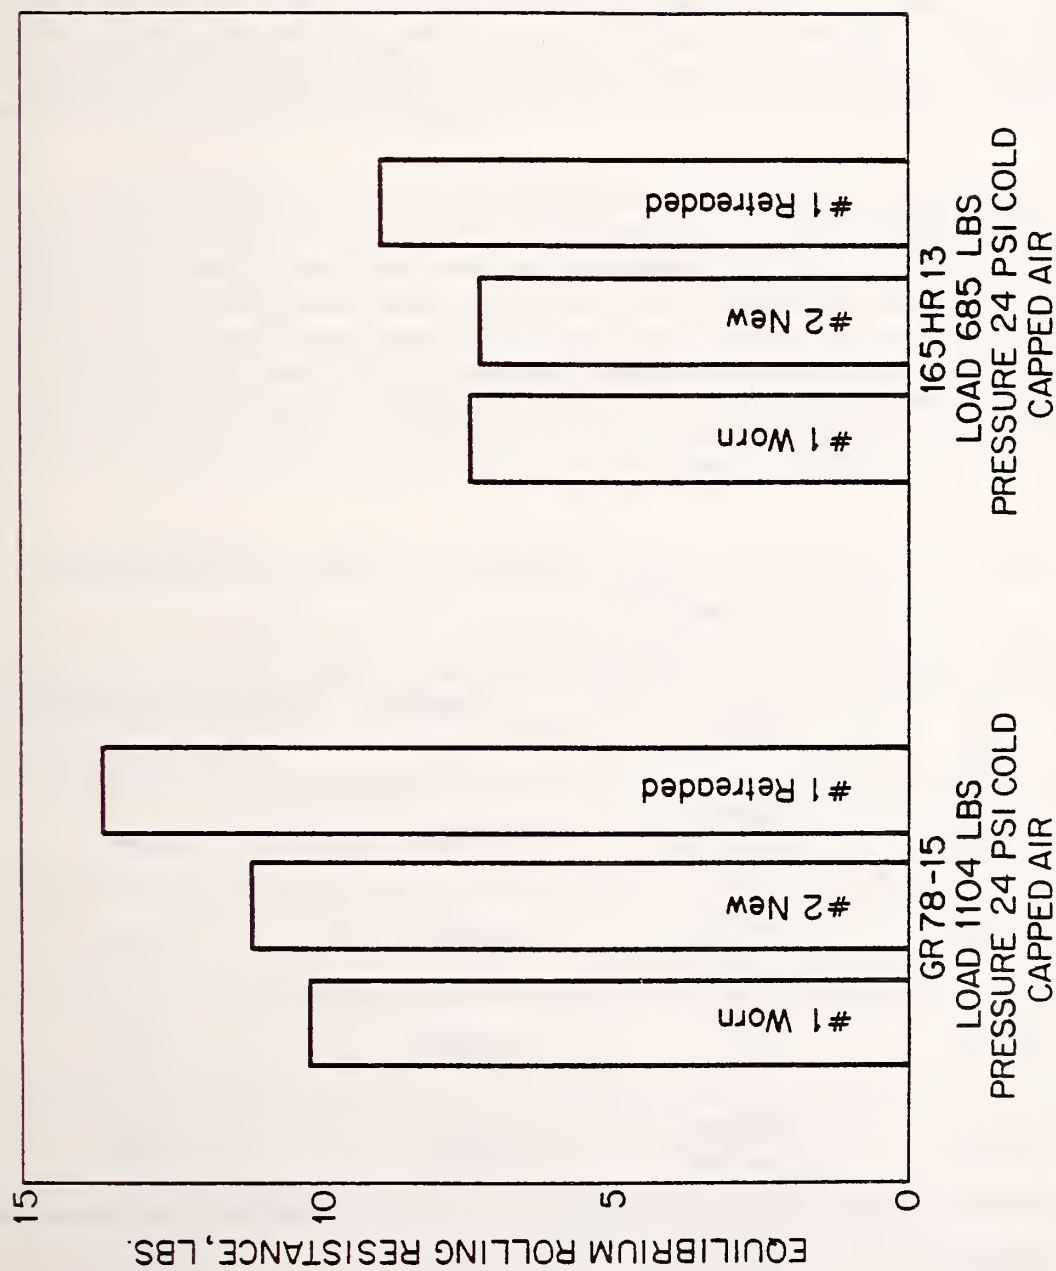 EQUILIBRIUM ROLLING RESISTANCE, LBS.
15
10
5
0
#1 Worn
#2 New
#1 Retreaded
#1 Worn
#2 New
#1 Retreaded
GR 78-15
LOAD 1104 LBS
PRESSURE 24 PSI COLD
CAPPED AIR
165HR13
LOAD 685 LBS
PRESSURE 24 PSI COLD
CAPPED AIR